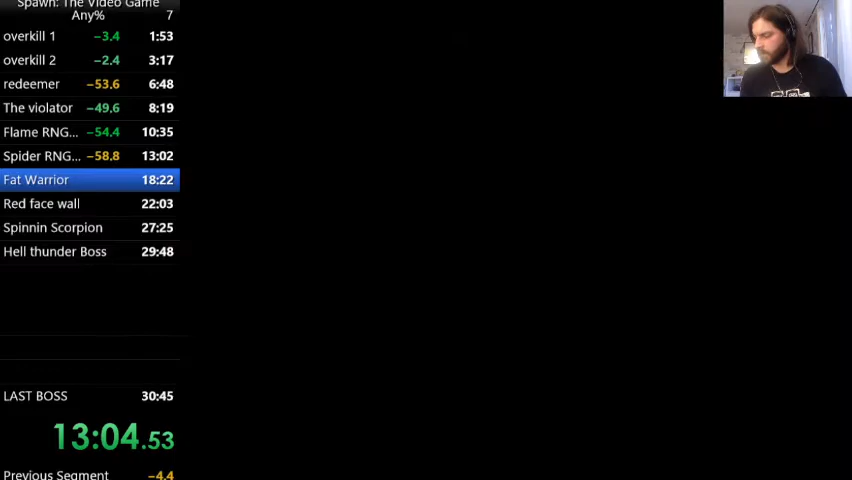 Spawn: The Video Game
Any% 7
overkill 1 −3.4 1:53
overkill 2 −2.4 3:17
redeemer −53.6 6:48
The violator −49.6 8:19
Flame RNG... −54.4 10:35
Spider RNG... −58.8 13:02
Fat Warrior 18:22
Red face wall 22:03
Spinnin Scorpion 27:25
Hell thunder Boss 29:48
LAST BOSS 30:45
13:04.53
Previous Segment −4.4